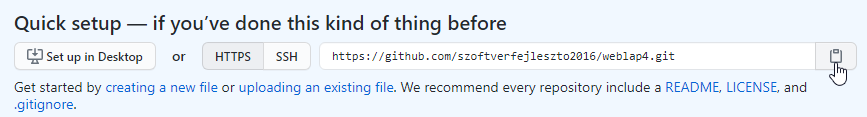 Quick setup — if you’ve done this kind of thing before
Set up in Desktop or HTTPS SSH https://github.com/szoftverfejleszto2016/weblap4.git
Get started by creating a new file or uploading an existing file. We recommend every repository include a README, LICENSE, and
.gitignore.